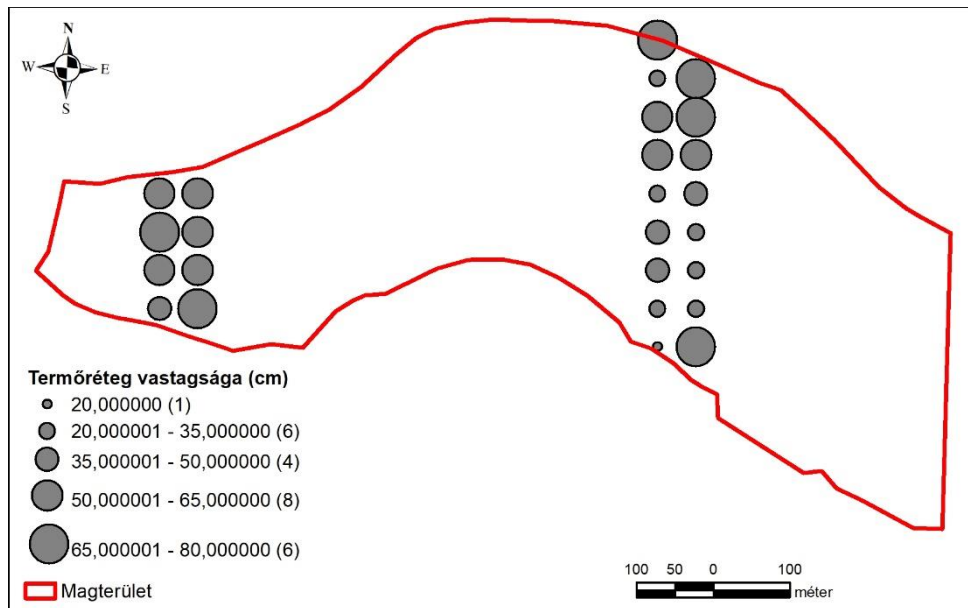 N
W E
S
Termőréteg vastagsága (cm)
20,000000 (1)
20,000001 - 35,000000 (6)
35,000001 - 50,000000 (4)
50,000001 - 65,000000 (8)
65,000001 - 80,000000 (6)
Magterület
100 50 0 100
méter